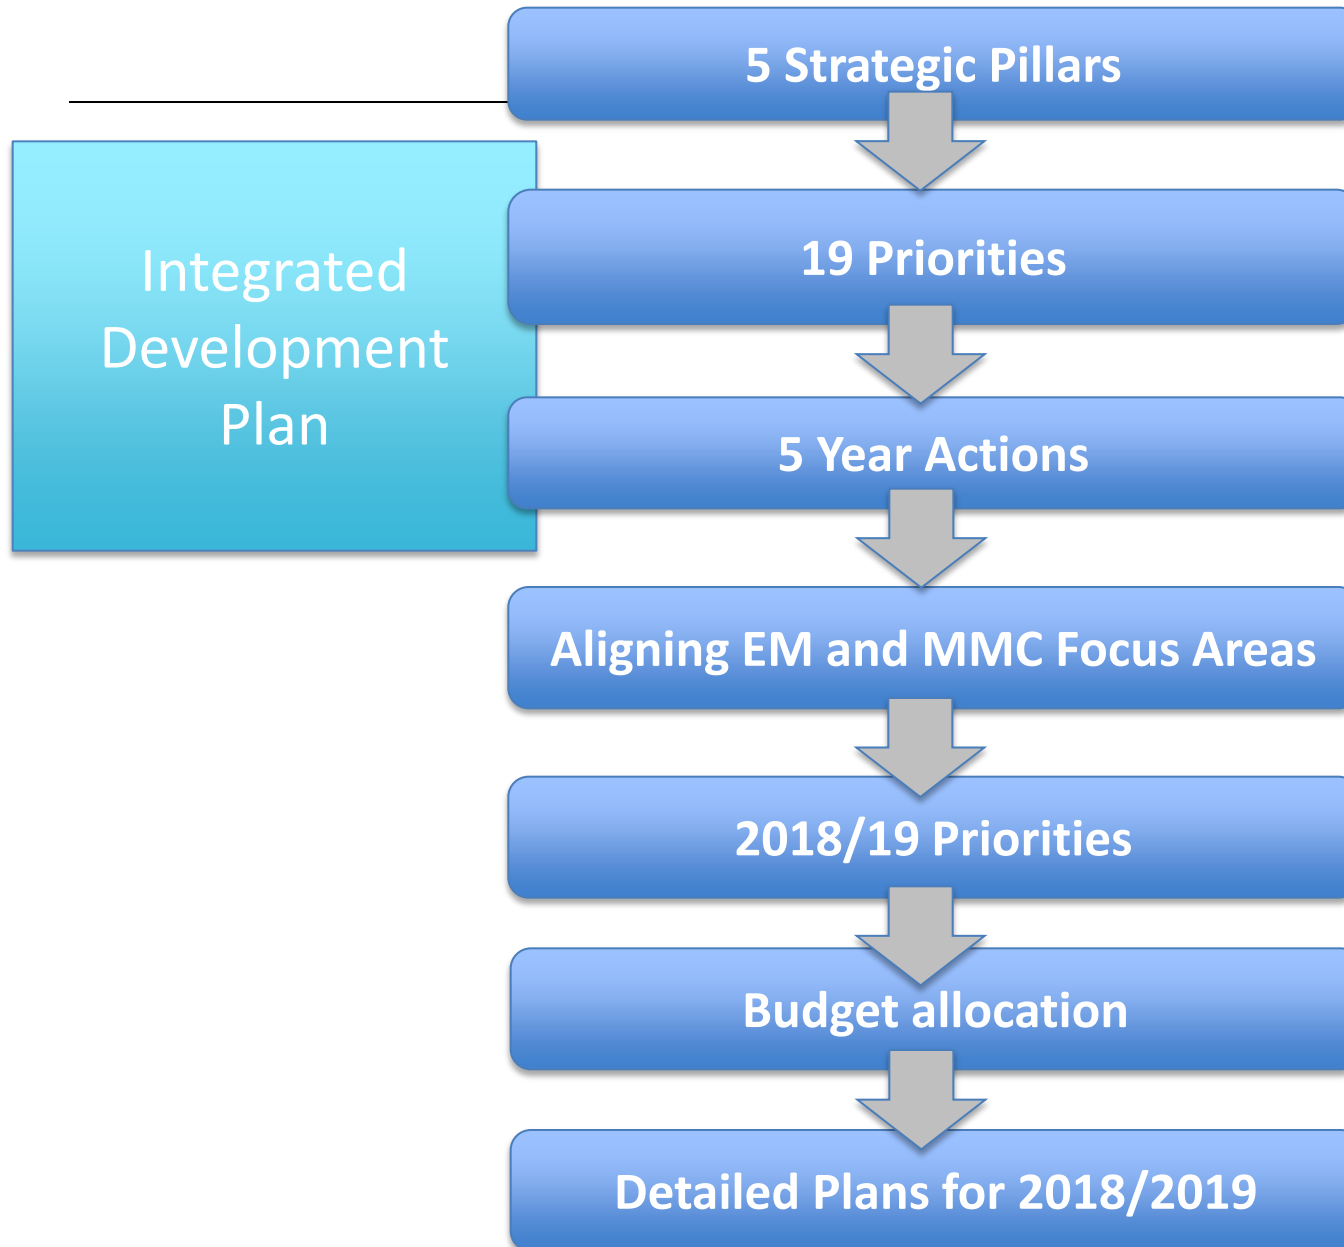 5 Strategic Pillars
Integrated
Development
Plan
19 Priorities
5 Year Actions
Aligning EM and MMC Focus Areas
2018/19 Priorities
Budget allocation
Detailed Plans for 2018/2019